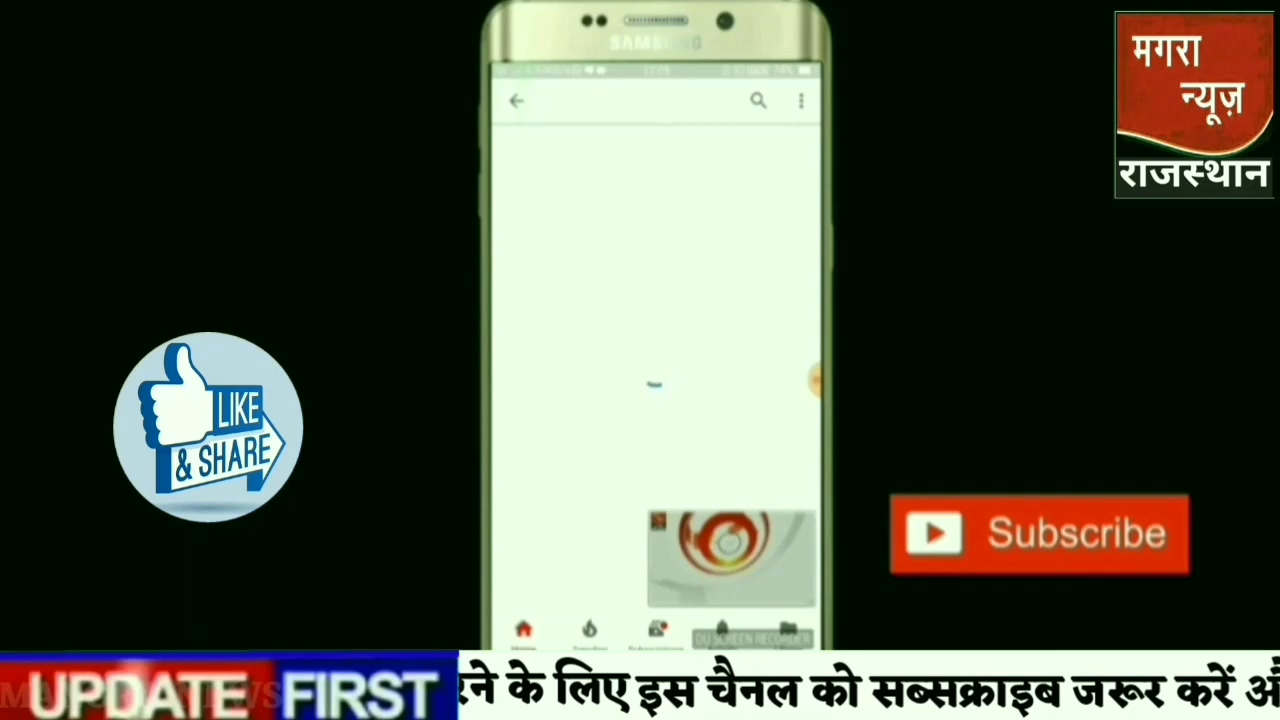 SAMSUNG
मगरा
न्यूज़
राजस्थान
LIKE
& SHARE
Subscribe
DU SCREEN RECORDER
UPDATE FIRST
रने के लिए इस चैनल को सब्सक्राइब जरूर करें औ